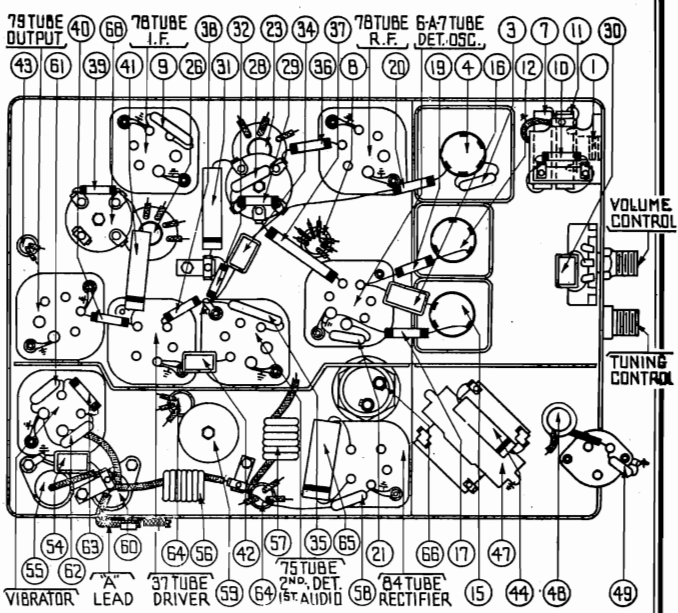 79 TUBE
OUTPUT
40
68
78 TUBE
I.F.
38
32
23
34
37
78 TUBE
R.F.
6-A-7 TUBE
DET.-OSC.
3
7
11
30
43
61
39
41
9
26
31
28
29
36
8
20
19
4
16
12
10
1
VOLUME
CONTROL
TUNING
CONTROL
55
54
62
63
60
64
56
59
42
64
57
35
65
58
21
66
17
15
47
44
48
49
VIBRATOR
"A"
LEAD
37 TUBE
DRIVER
75 TUBE
2ND. DET.
1ST. AUDIO
84 TUBE
RECTIFIER